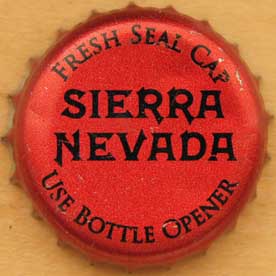 Fresh Seal Cap
SIERRA
NEVADA
Use Bottle Opener